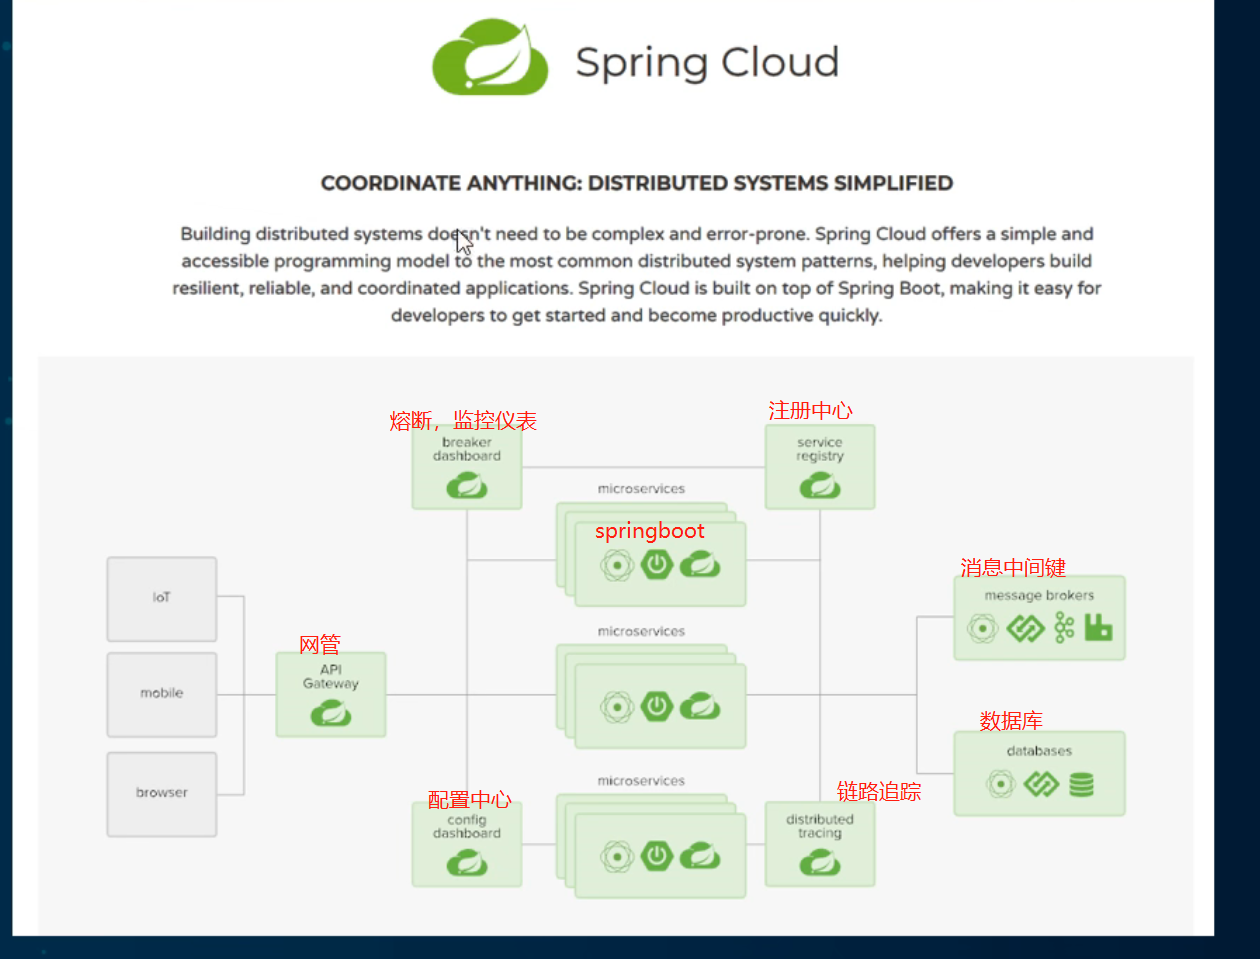 Spring Cloud
COORDINATE ANYTHING: DISTRIBUTED SYSTEMS SIMPLIFIED
Building distributed systems doesn't need to be complex and error-prone. Spring Cloud offers a simple and
accessible programming model to the most common distributed system patterns, helping developers build
resilient, reliable, and coordinated applications. Spring Cloud is built on top of Spring Boot, making it easy for
developers to get started and become productive quickly.
熔断，监控仪表
breaker
dashboard
注册中心
service
registry
microservices
springboot
IoT
mobile
browser
网管
API
Gateway
microservices
消息中间键
message brokers
数据库
databases
配置中心
config
dashboard
microservices
链路追踪
distributed
tracing